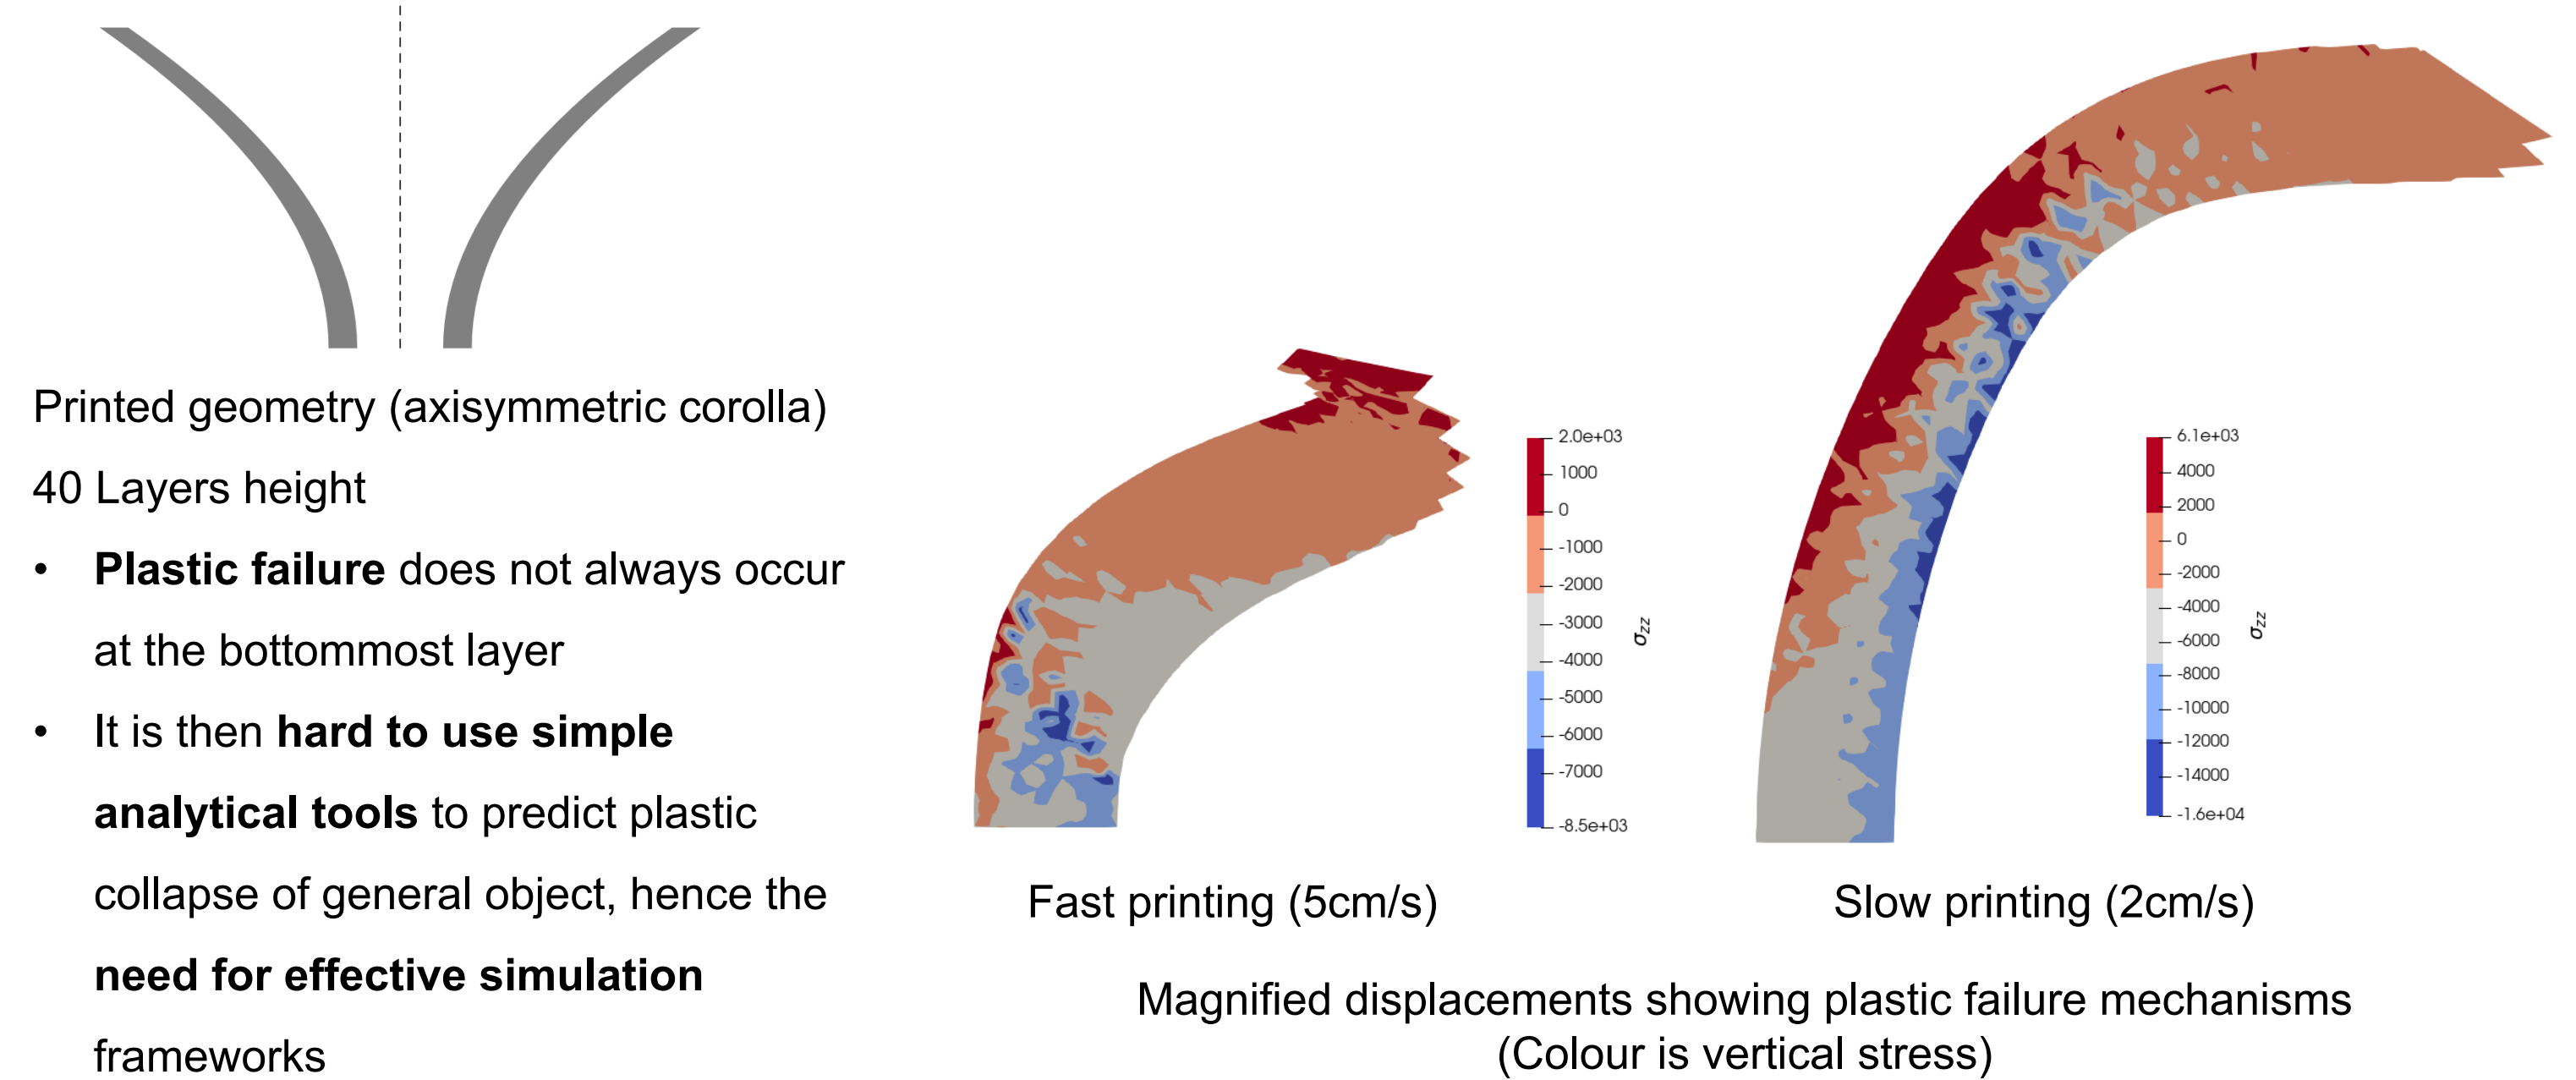 Printed geometry (axisymmetric corolla)
40 Layers height
• Plastic failure does not always occur
at the bottommost layer
• It is then hard to use simple
analytical tools to predict plastic
collapse of general object, hence the
need for effective simulation
frameworks
2.0e+03
1000
0
-1000
-2000
-3000
-4000
-5000
-6000
-7000
-8.5e+03
σzz
Fast printing (5cm/s)
6.1e+03
4000
2000
0
-2000
-4000
-6000
-8000
-10000
-12000
-14000
-1.6e+04
σzz
Slow printing (2cm/s)
Magnified displacements showing plastic failure mechanisms
(Colour is vertical stress)